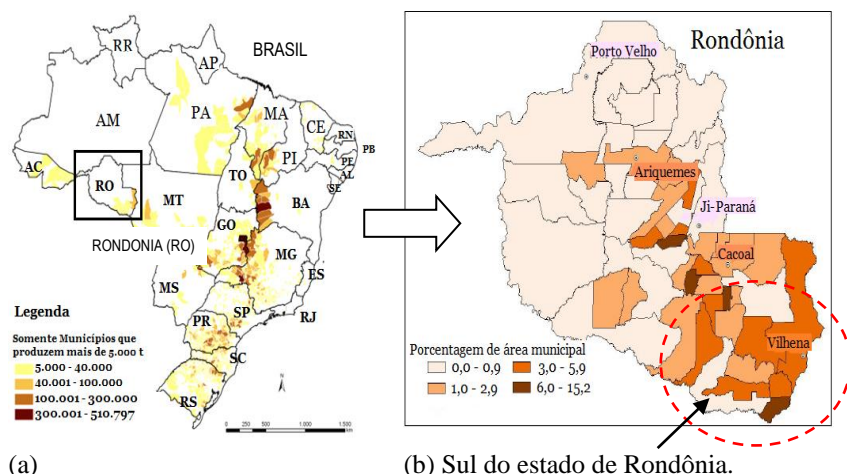 BRASIL
RR
AP
AM
PA
MA
CE
RN
PB
PI
PE
AL
SE
AC
RO
TO
MT
BA
GO
RONDONIA (RO)
MG
ES
MS
SP
RJ
PR
SC
RS
Legenda
Somente Municípios que
produzem mais de 5.000 t
5.000 - 40.000
40.001 - 100.000
100.001 - 300.000
300.001 - 510.797
N
Rondônia
Porto Velho
Ariquemes
Ji-Paraná
Cacoal
Vilhena
Porcentagem de área municipal
0,0 - 0,9
3,0 - 5,9
1,0 - 2,9
6,0 - 15,2
(a)
(b) Sul do estado de Rondônia.